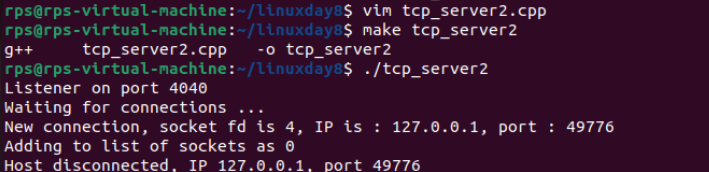 rps@rps-virtual-machine:~/linuxday8$ vim tcp_server2.cpp
rps@rps-virtual-machine:~/linuxday8$ make tcp_server2
g++     tcp_server2.cpp   -o tcp_server2
rps@rps-virtual-machine:~/linuxday8$ ./tcp_server2
Listener on port 4040
Waiting for connections ...
New connection, socket fd is 4, IP is : 127.0.0.1, port : 49776
Adding to list of sockets as 0
Host disconnected, IP 127.0.0.1, port 49776